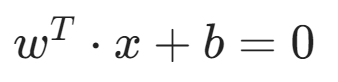 w^T · x + b = 0